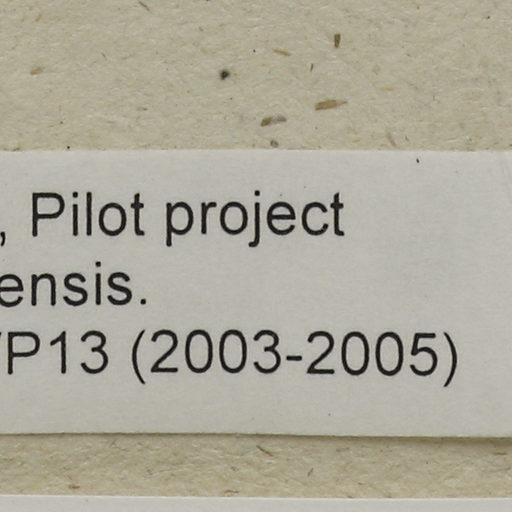 , Pilot project
ensis.
P13 (2003-2005)